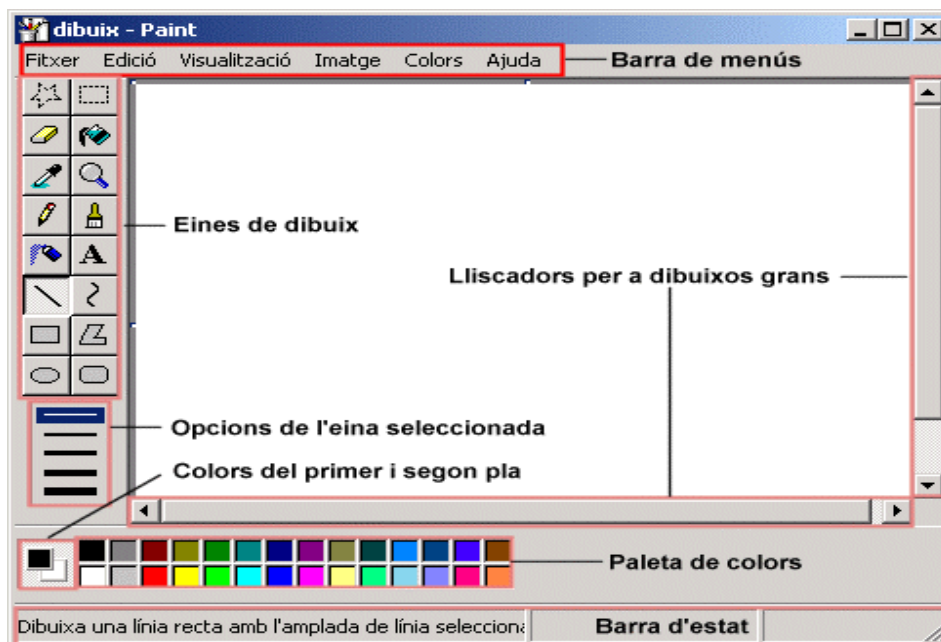 dibuix - Paint
Fitxer Edició Visualització Imatge Colors Ajuda
Barra de menús
A
Eines de dibuix
Lliscadors per a dibuixos grans
Opcions de l'eina seleccionada
Colors del primer i segon pla
Paleta de colors
Dibuixa una línia recta amb l'amplada de línia selecciona
Barra d'estat